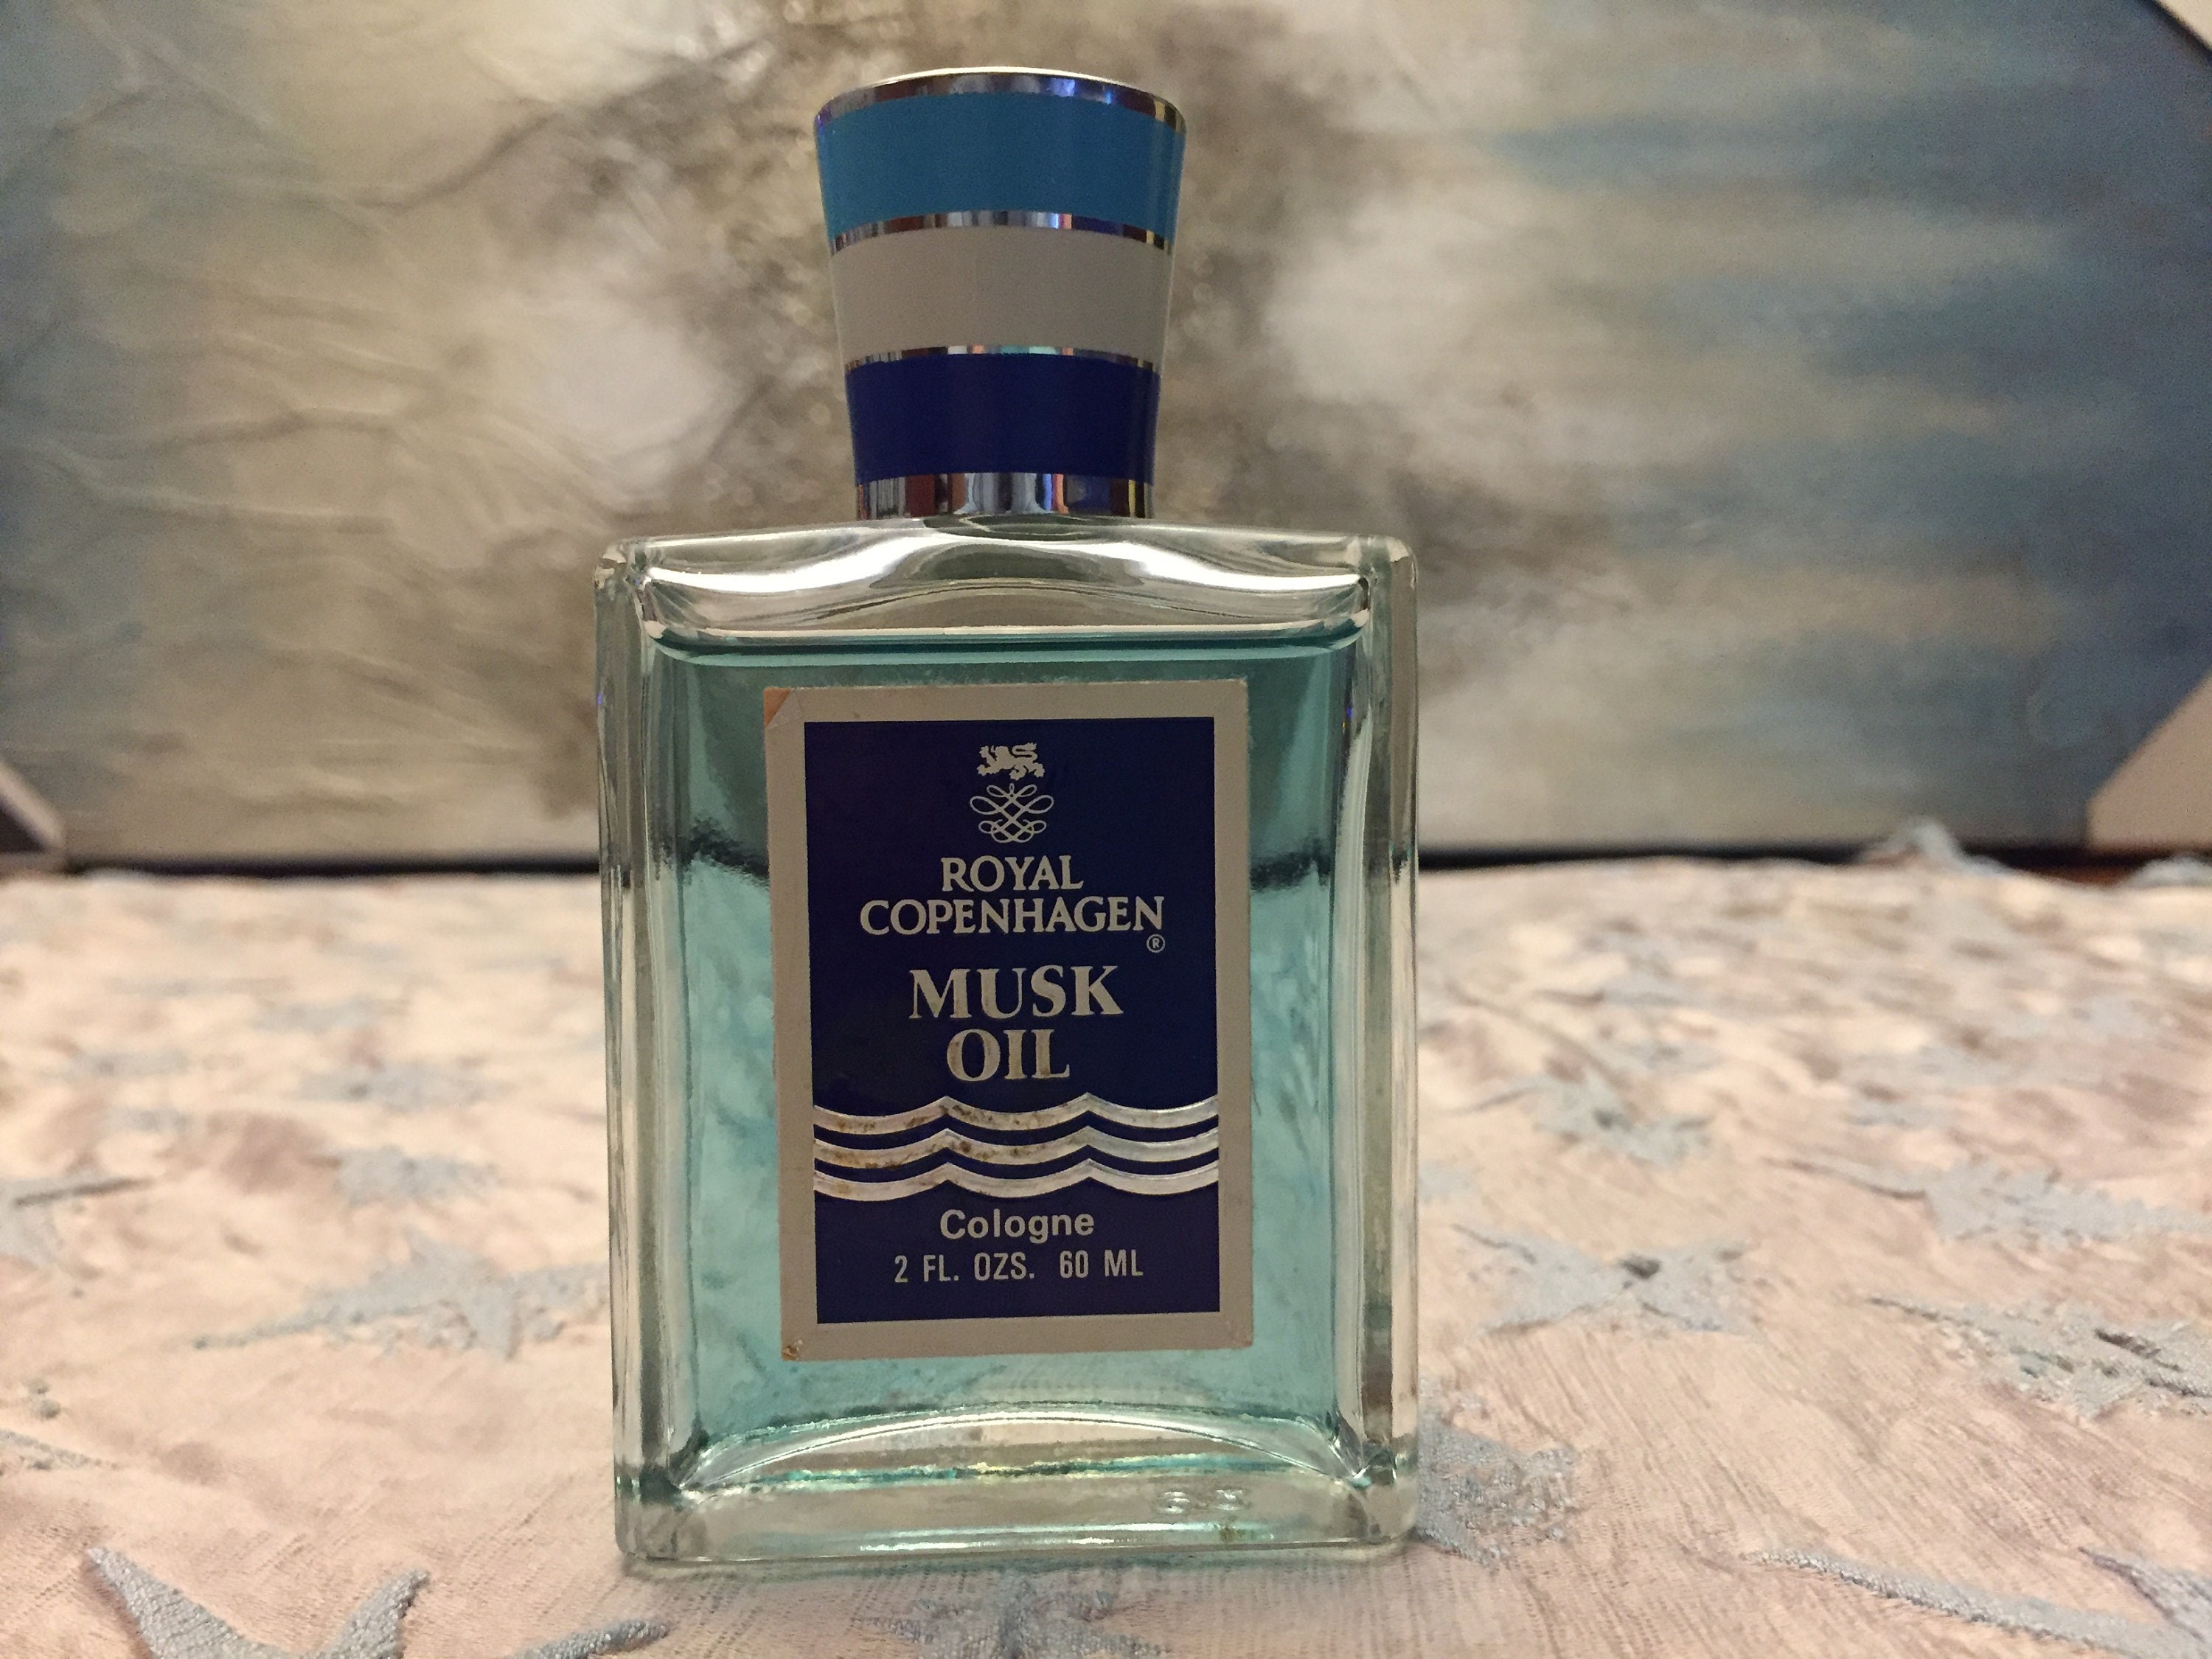 ROYAL
COPENHAGEN
®
MUSK
OIL
Cologne
2 FL. OZS. 60 ML